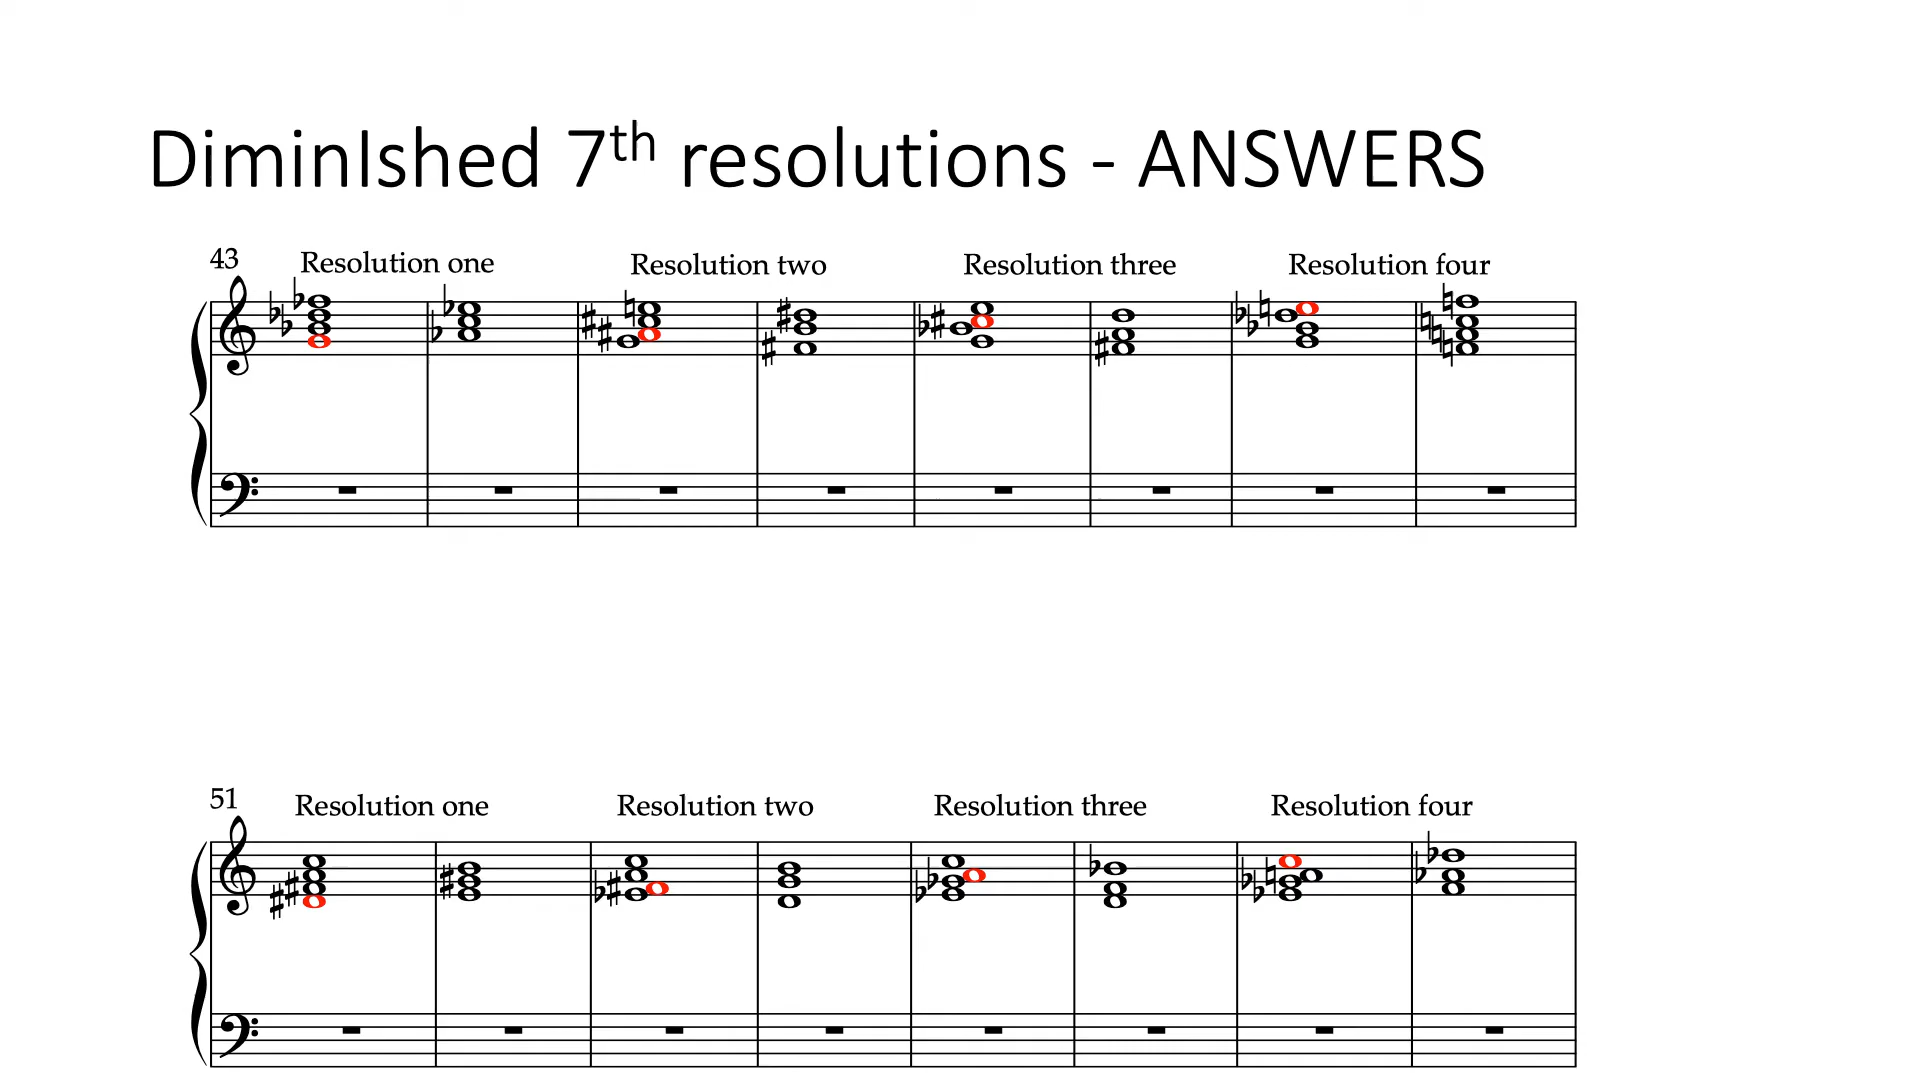 DiminIshed 7th resolutions - ANSWERS
43 Resolution one Resolution two Resolution three Resolution four
51 Resolution one Resolution two Resolution three Resolution four